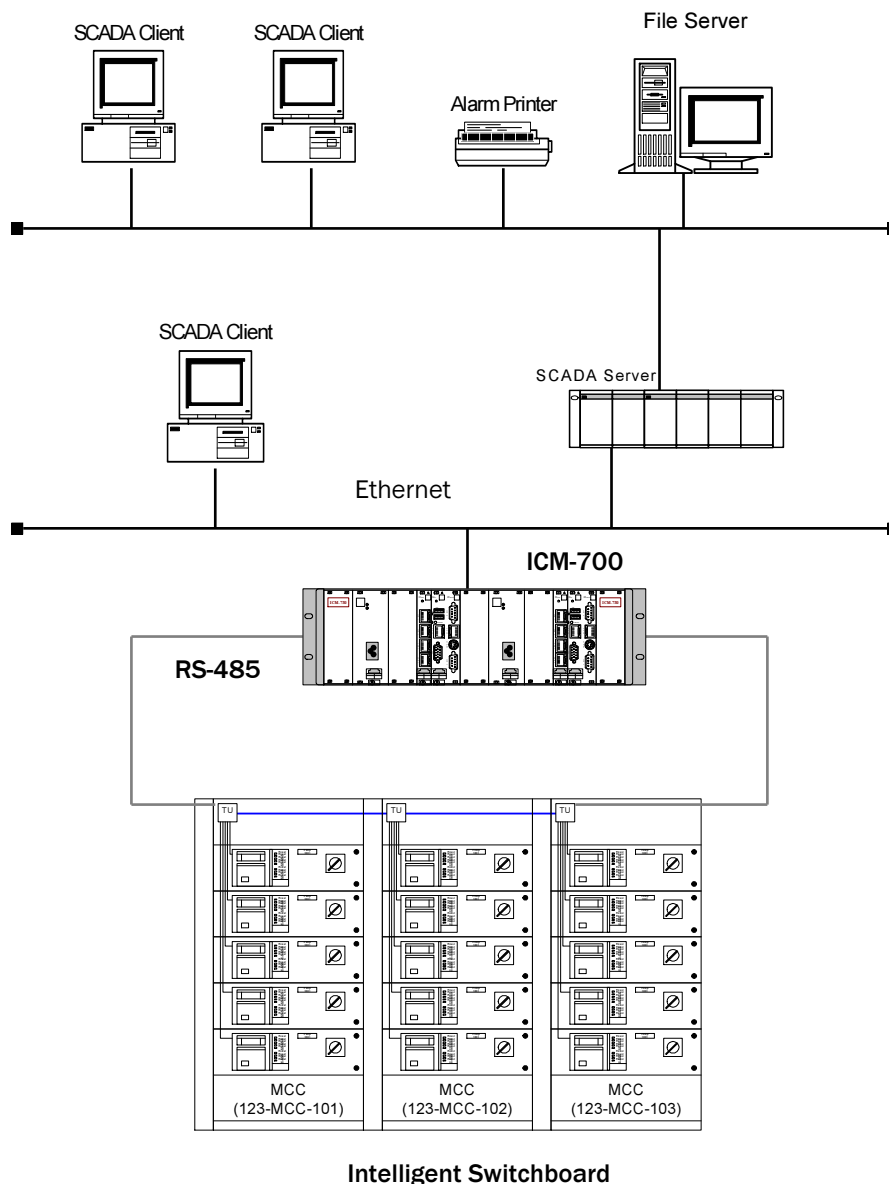 SCADA Client
SCADA Client
File Server
Alarm Printer
SCADA Client
SCADA Server
Ethernet
ICM-700
RS-485
TU
TU
TU
MCC
(123-MCC-101)
MCC
(123-MCC-102)
MCC
(123-MCC-103)
Intelligent Switchboard